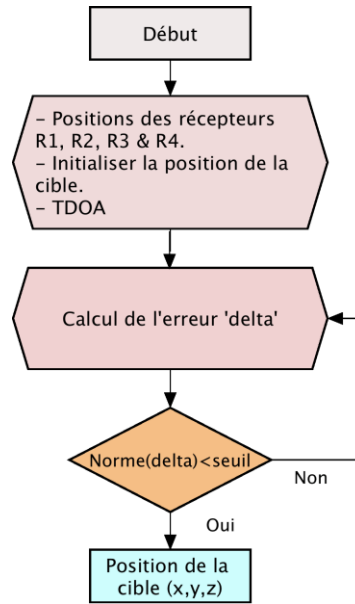 Début
- Positions des récepteurs
R1, R2, R3 & R4.
- Initialiser la position de la
cible.
- TDOA
Calcul de l'erreur 'delta'
Norme(delta)<seuil
Non
Oui
Position de la
cible (x,y,z)